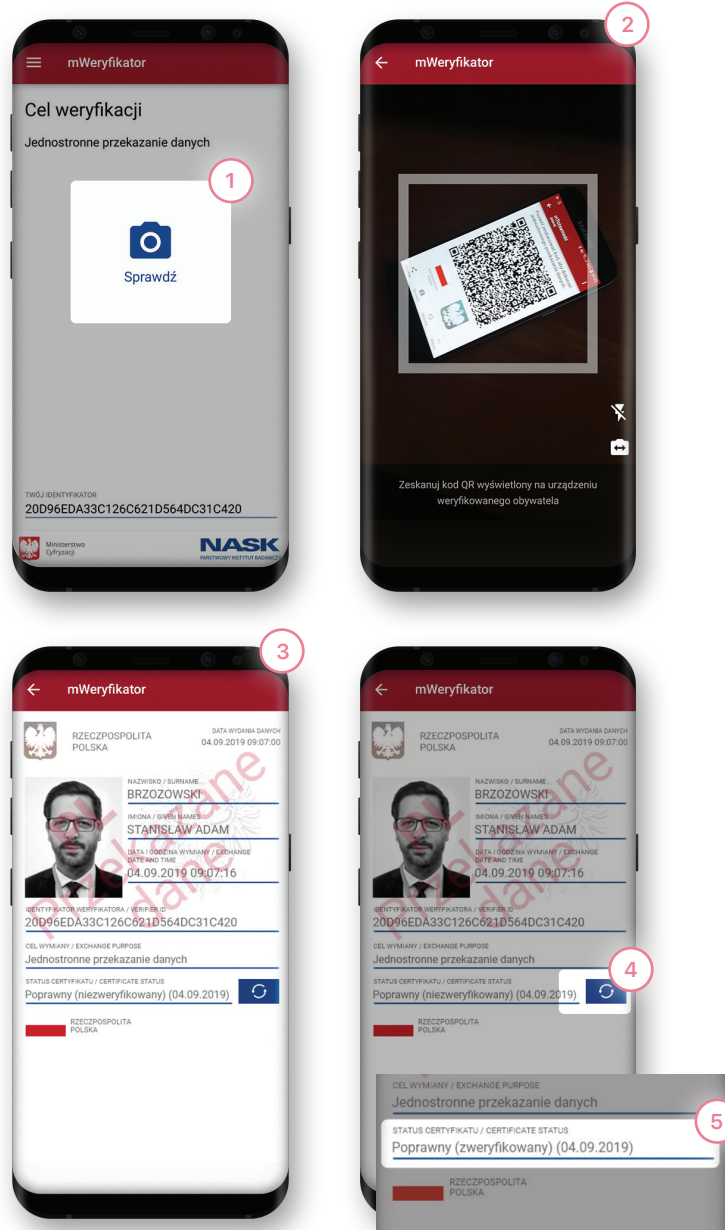 mWeryfikator
Cel weryfikacji
Jednostronne przekazanie danych
1
Sprawdź
TWÓJ IDENTYFIKATOR
20D96EDA33C126C621D564DC31C420
Ministerstwo
Cyfryzacji
NASK
PAŃSTWOWY INSTYTUT BADAWCZY
2
mWeryfikator
Zeskanuj kod QR wyświetlony na urządzeniu
weryfikowanego obywatela
3
mWeryfikator
RZECZPOSPOLITA
POLSKA
DATA WYDANIA DANYCH
04.09.2019 09:07:00
NAZWISKO / SURNAME
BRZOZOWSKI
IMIONA / GIVEN NAMES
STANISŁAW ADAM
DATA I GODZINA WYMIANY / EXCHANGE
DATE AND TIME
04.09.2019 09:07:16
Przekazane
dane
IDENTYFIKATOR WERYFIKATORA / VERIFIER ID
20D96EDA33C126C621D564DC31C420
CEL WYMIANY / EXCHANGE PURPOSE
Jednostronne przekazanie danych
STATUS CERTYFIKATU / CERTIFICATE STATUS
Poprawny (niezweryfikowany) (04.09.2019)
RZECZPOSPOLITA
POLSKA
mWeryfikator
RZECZPOSPOLITA
POLSKA
DATA WYDANIA DANYCH
04.09.2019 09:07:00
NAZWISKO / SURNAME
BRZOZOWSKI
IMIONA / GIVEN NAMES
STANISŁAW ADAM
DATA I GODZINA WYMIANY / EXCHANGE
DATE AND TIME
04.09.2019 09:07:16
Przekazane
dane
IDENTYFIKATOR WERYFIKATORA / VERIFIER ID
20D96EDA33C126C621D564DC31C420
CEL WYMIANY / EXCHANGE PURPOSE
Jednostronne przekazanie danych
4
STATUS CERTYFIKATU / CERTIFICATE STATUS
Poprawny (niezweryfikowany) (04.09.2019)
RZECZPOSPOLITA
POLSKA
CEL WYMIANY / EXCHANGE PURPOSE
Jednostronne przekazanie danych
5
STATUS CERTYFIKATU / CERTIFICATE STATUS
Poprawny (zweryfikowany) (04.09.2019)
RZECZPOSPOLITA
POLSKA